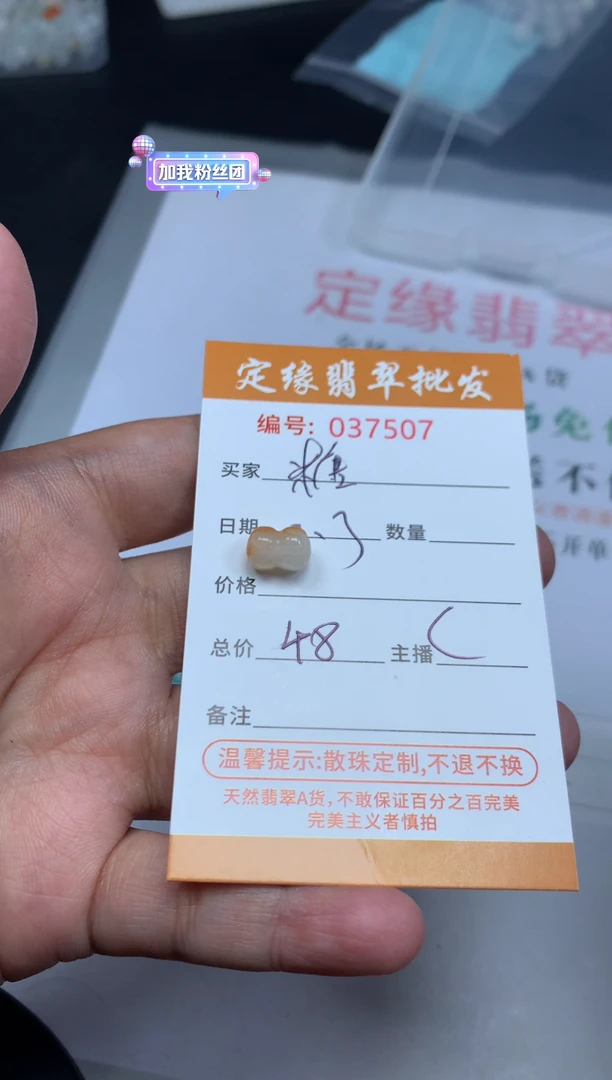 加我粉丝团
定缘翡翠
定缘翡翠批发
编号: 037507
买家
日期 数量
价格
总价 48 主播
备注
温馨提示:散珠定制,不退不换
天然翡翠A货,不敢保证百分之百完美
完美主义者慎拍